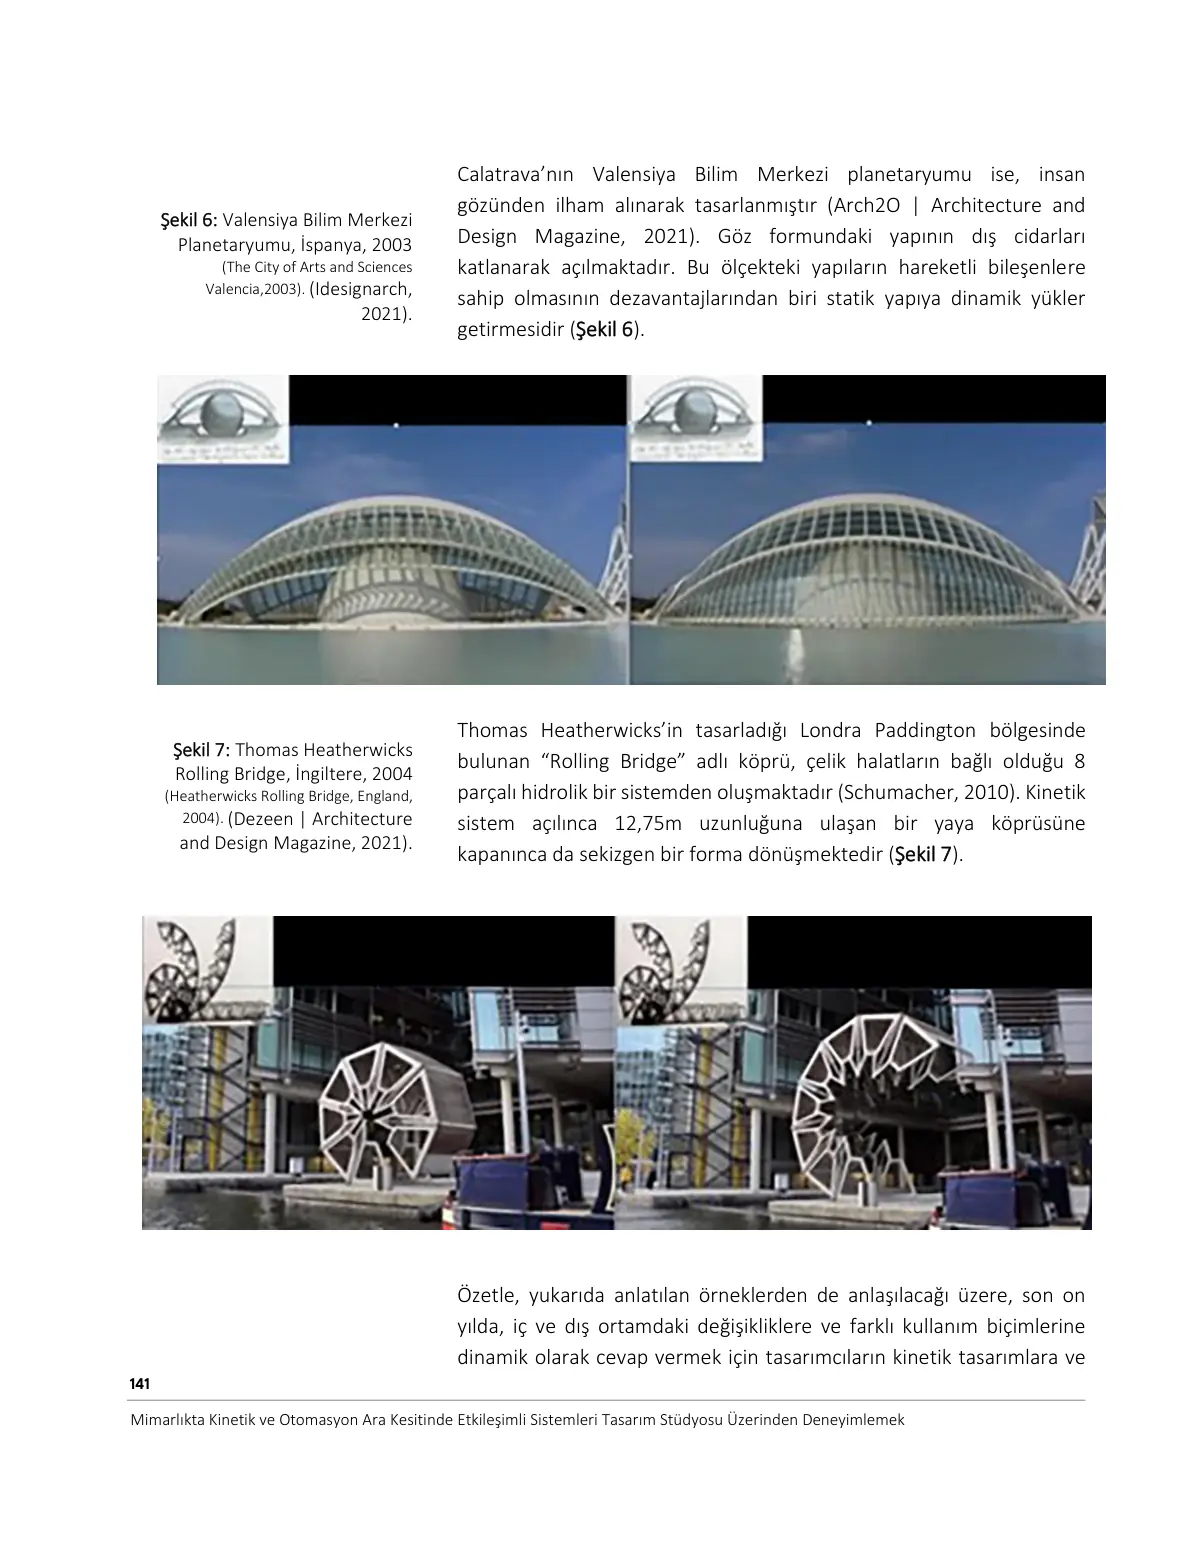 Calatrava’nın Valensiya Bilim Merkezi planetaryumu ise, insan
gözünden ilham alınarak tasarlanmıştır (Arch2O | Architecture and
Design Magazine, 2021). Göz formundaki yapının dış cidarları
katlanarak açılmaktadır. Bu ölçekteki yapıların hareketli bileşenlere
sahip olmasının dezavantajlarından biri statik yapıya dinamik yükler
getirmesidir (Şekil 6).
Şekil 6: Valensiya Bilim Merkezi
Planetaryumu, İspanya, 2003
(The City of Arts and Sciences
Valencia,2003). (Idesignarch,
2021).
Thomas Heatherwicks’in tasarladığı Londra Paddington bölgesinde
bulunan “Rolling Bridge” adlı köprü, çelik halatların bağlı olduğu 8
parçalı hidrolik bir sistemden oluşmaktadır (Schumacher, 2010). Kinetik
sistem açılınca 12,75m uzunluğuna ulaşan bir yaya köprüsüne
kapanınca da sekizgen bir forma dönüşmektedir (Şekil 7).
Şekil 7: Thomas Heatherwicks
Rolling Bridge, İngiltere, 2004
(Heatherwicks Rolling Bridge, England,
2004). (Dezeen | Architecture
and Design Magazine, 2021).
Özetle, yukarıda anlatılan örneklerden de anlaşılacağı üzere, son on
yılda, iç ve dış ortamdaki değişikliklere ve farklı kullanım biçimlerine
dinamik olarak cevap vermek için tasarımcıların kinetik tasarımlara ve
141
Mimarlıkta Kinetik ve Otomasyon Ara Kesitinde Etkileşimli Sistemleri Tasarım Stüdyosu Üzerinden Deneyimlemek